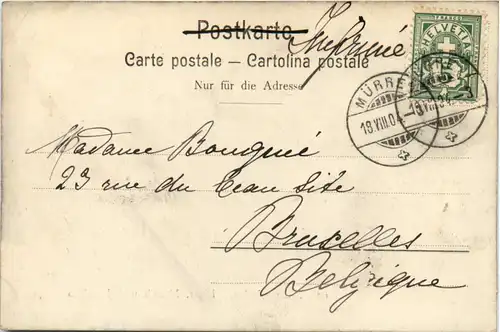 Postkarte
Imprimé
Carte postale — Cartolina postale
Nur für die Adresse
HELVETIA
MÜRREN
19.VIII.04
Madame Bouquié
23 rue du Beau Site
Bruxelles
Belgique